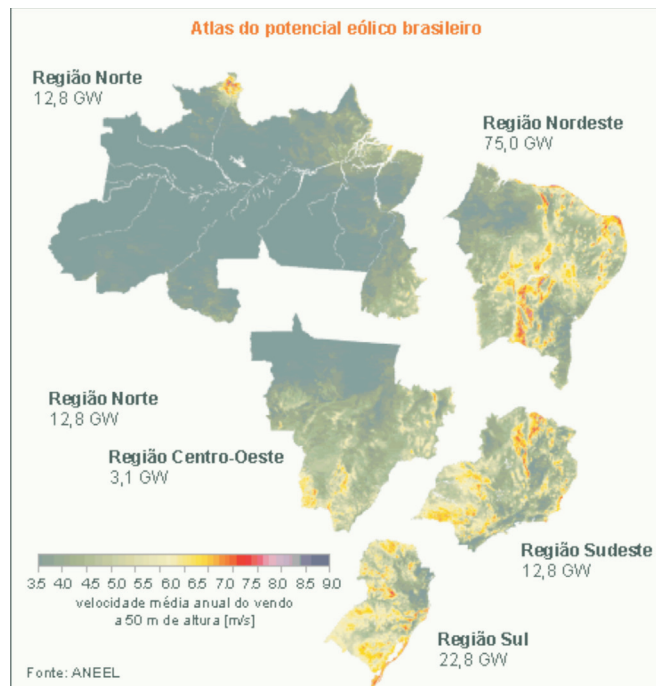 Atlas do potencial eólico brasileiro
Região Norte
12,8 GW
Região Nordeste
75,0 GW
Região Norte
12,8 GW
Região Centro-Oeste
3,1 GW
Região Sudeste
12,8 GW
3.5 4.0 4.5 5.5 6.0 6.5 7.0 7.5 8.0 8.5 9.0
velocidade média anual do vendo
a 50 m de altura [m/s]
Região Sul
22,8 GW
Fonte: ANEEL